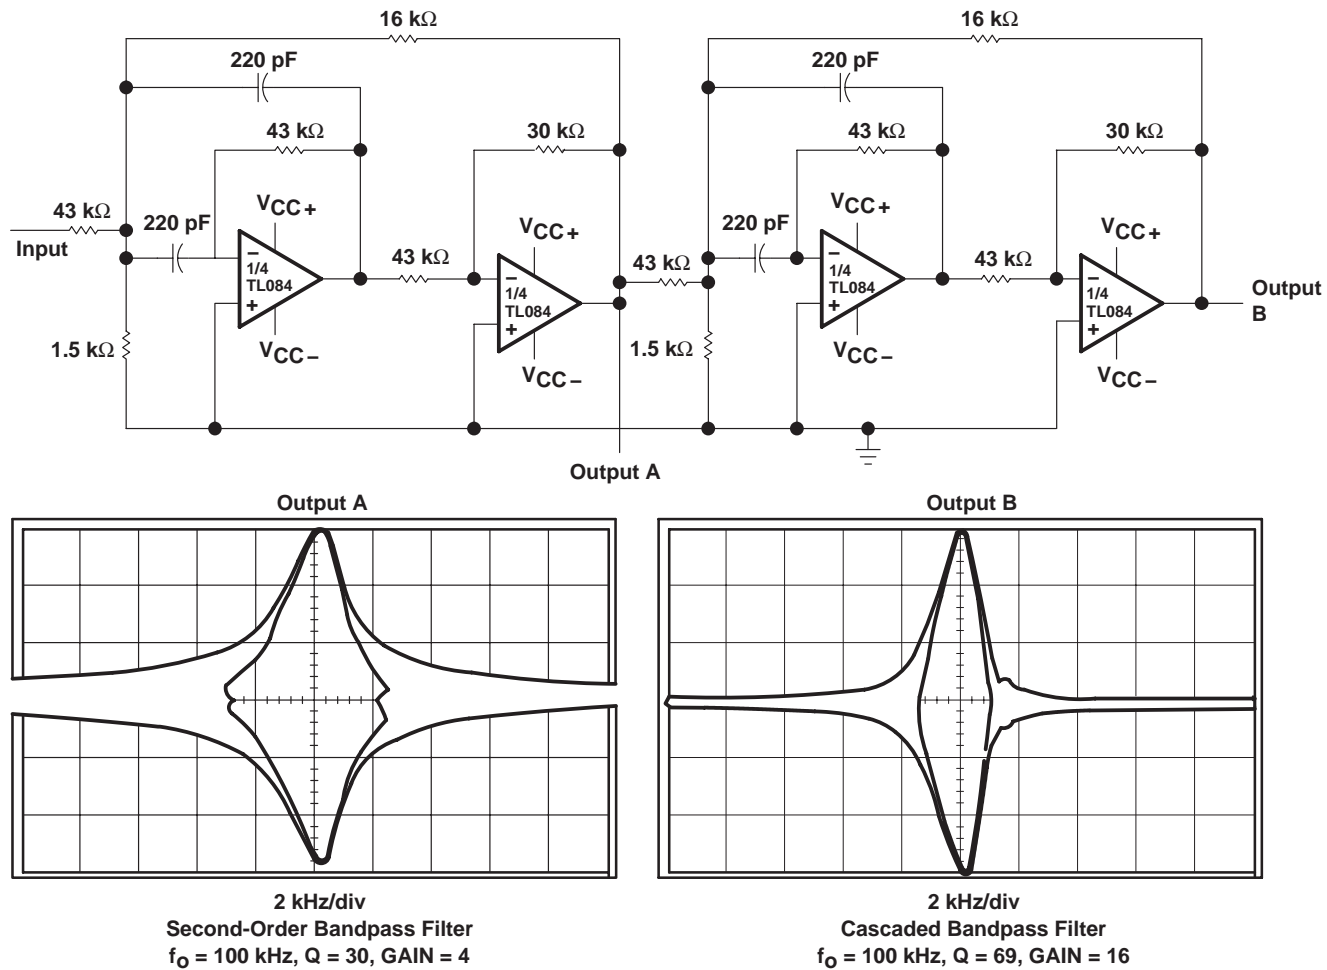 16 kΩ
16 kΩ
220 pF
220 pF
43 kΩ
30 kΩ
43 kΩ
30 kΩ
43 kΩ
Input
220 pF
VCC+
–
1/4
TL084
+
VCC–
43 kΩ
VCC+
–
1/4
TL084
+
VCC–
1.5 kΩ
43 kΩ
220 pF
VCC+
–
1/4
TL084
+
VCC–
43 kΩ
VCC+
–
1/4
TL084
+
VCC–
1.5 kΩ
Output
B
Output A
Output A
Output B
2 kHz/div
Second-Order Bandpass Filter
fo = 100 kHz, Q = 30, GAIN = 4
2 kHz/div
Cascaded Bandpass Filter
fo = 100 kHz, Q = 69, GAIN = 16